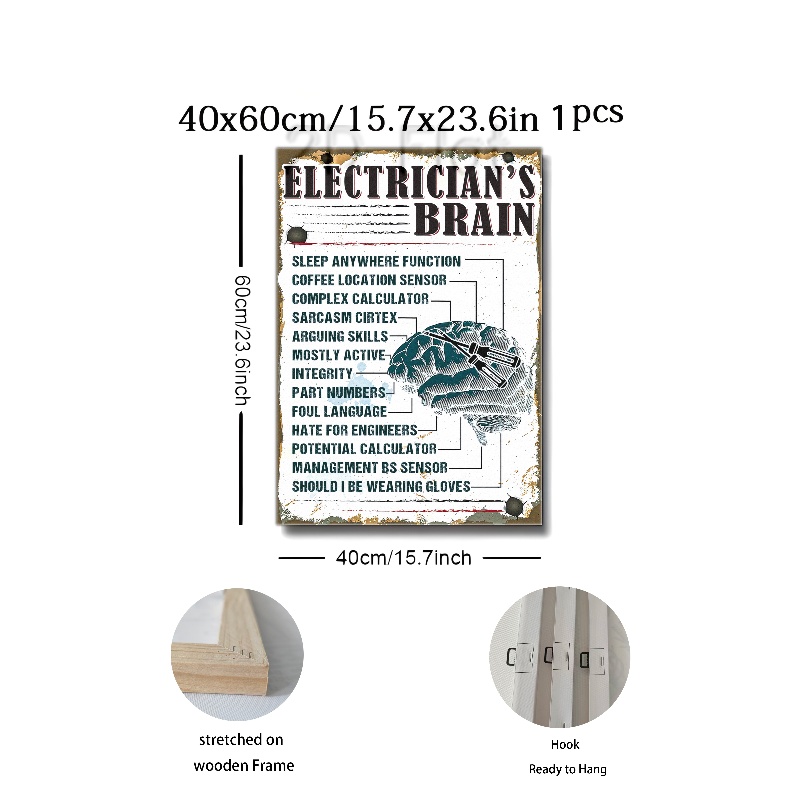 40x60cm/15.7x23.6in 1pcs
ELECTRICIAN'S
BRAIN
SLEEP ANYWHERE FUNCTION
COFFEE LOCATION SENSOR
COMPLEX CALCULATOR
SARCASM CIRTEX
ARGUING SKILLS
MOSTLY ACTIVE
INTEGRITY
PART NUMBERS
FOUL LANGUAGE
HATE FOR ENGINEERS
POTENTIAL CALCULATOR
MANAGEMENT BS SENSOR
SHOULD I BE WEARING GLOVES
60cm/23.6inch
40cm/15.7inch
stretched on
wooden Frame
Hook
Ready to Hang